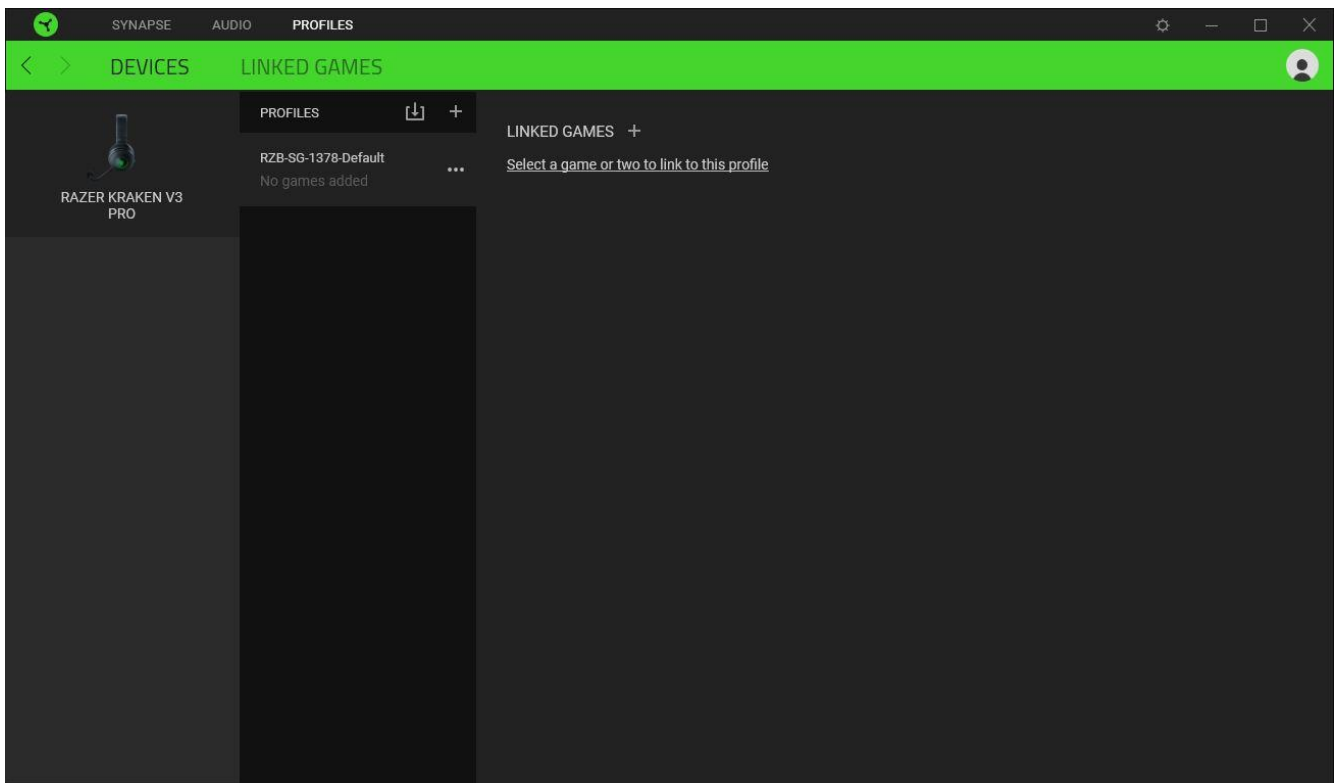 SYNAPSE AUDIO PROFILES
DEVICES LINKED GAMES
RAZER KRAKEN V3
PRO
PROFILES
RZB-SG-1378-Default
No games added
LINKED GAMES
Select a game or two to link to this profile